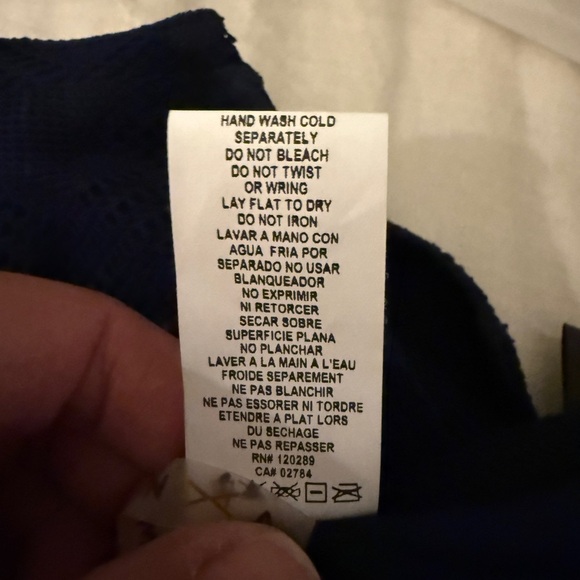 HAND WASH COLD
SEPARATELY
DO NOT BLEACH
DO NOT TWIST
OR WRING
LAY FLAT TO DRY
DO NOT IRON
LAVAR A MANO CON
AGUA FRIA POR
SEPARADO NO USAR
BLANQUEADOR
NO EXPRIMIR
NI RETORCER
SECAR SOBRE
SUPERFICIE PLANA
NO PLANCHAR
LAVER A LA MAIN A L'EAU
FROIDE SEPAREMENT
NE PAS BLANCHIR
NE PAS ESSORER NI TORDRE
ETENDRE A PLAT LORS
DU SECHAGE
NE PAS REPASSER
RN# 120289
CA# 02784